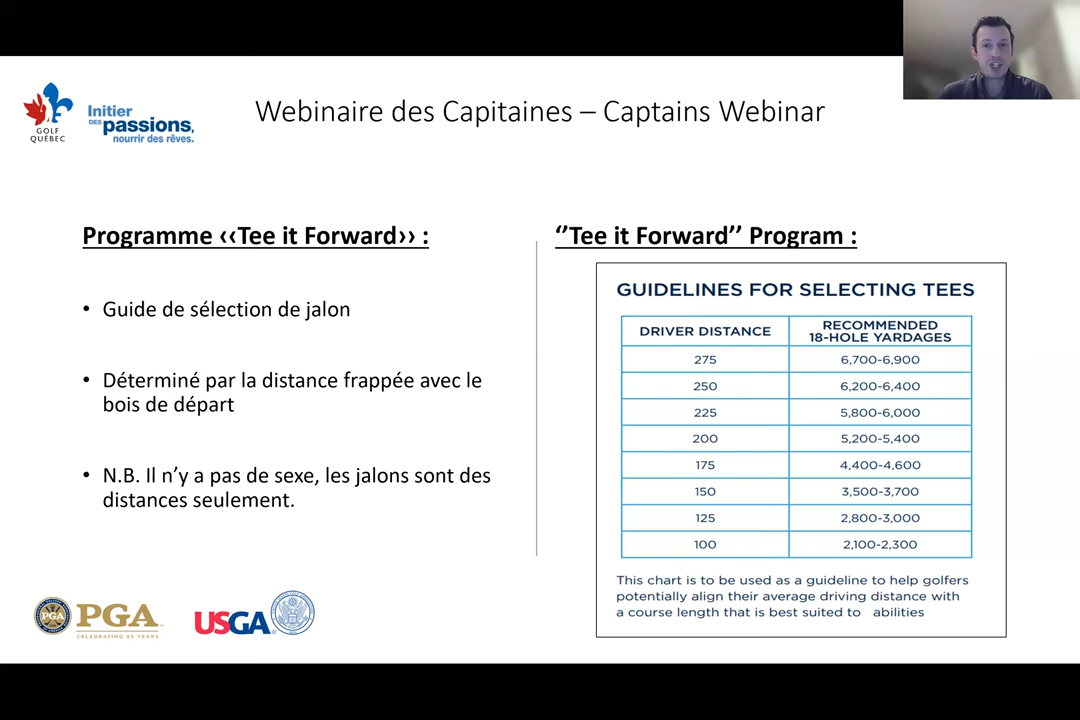 GOLF
QUÉBEC
Initier
DES passions,
nourrir des rêves.
Webinaire des Capitaines – Captains Webinar
Programme ‹‹Tee it Forward›› :
• Guide de sélection de jalon
• Déterminé par la distance frappée avec le
bois de départ
• N.B. Il n’y a pas de sexe, les jalons sont des
distances seulement.
‘’Tee it Forward’’ Program :
GUIDELINES FOR SELECTING TEES
DRIVER DISTANCE RECOMMENDED
18-HOLE YARDAGES
275 6,700-6,900
250 6,200-6,400
225 5,800-6,000
200 5,200-5,400
175 4,400-4,600
150 3,500-3,700
125 2,800-3,000
100 2,100-2,300
This chart is to be used as a guideline to help golfers
potentially align their average driving distance with
a course length that is best suited to abilities
PGA
PGA
CELEBRATING 95 YEARS
USGA